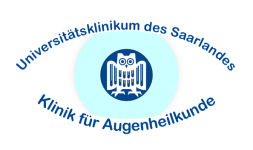 Universitätsklinikum des Saarlandes
Klinik für Augenheilkunde